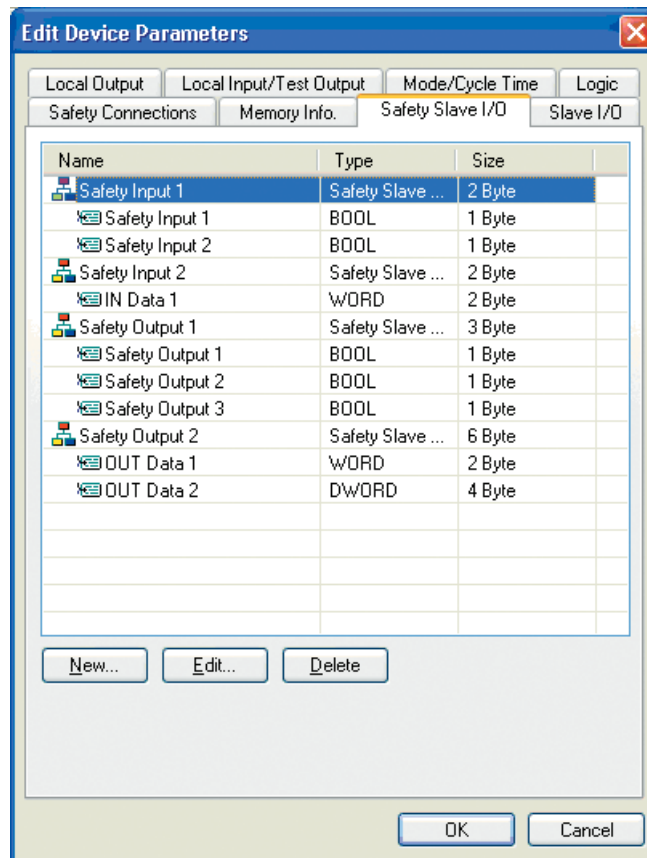 Edit Device Parameters
Local Output Local Input/Test Output Mode/Cycle Time Logic
Safety Connections Memory Info. Safety Slave I/O Slave I/O
Name Type Size
Safety Input 1 Safety Slave ... 2 Byte
Safety Input 1 BOOL 1 Byte
Safety Input 2 BOOL 1 Byte
Safety Input 2 Safety Slave ... 2 Byte
IN Data 1 WORD 2 Byte
Safety Output 1 Safety Slave ... 3 Byte
Safety Output 1 BOOL 1 Byte
Safety Output 2 BOOL 1 Byte
Safety Output 3 BOOL 1 Byte
Safety Output 2 Safety Slave ... 6 Byte
OUT Data 1 WORD 2 Byte
OUT Data 2 DWORD 4 Byte
New... Edit... Delete
OK Cancel